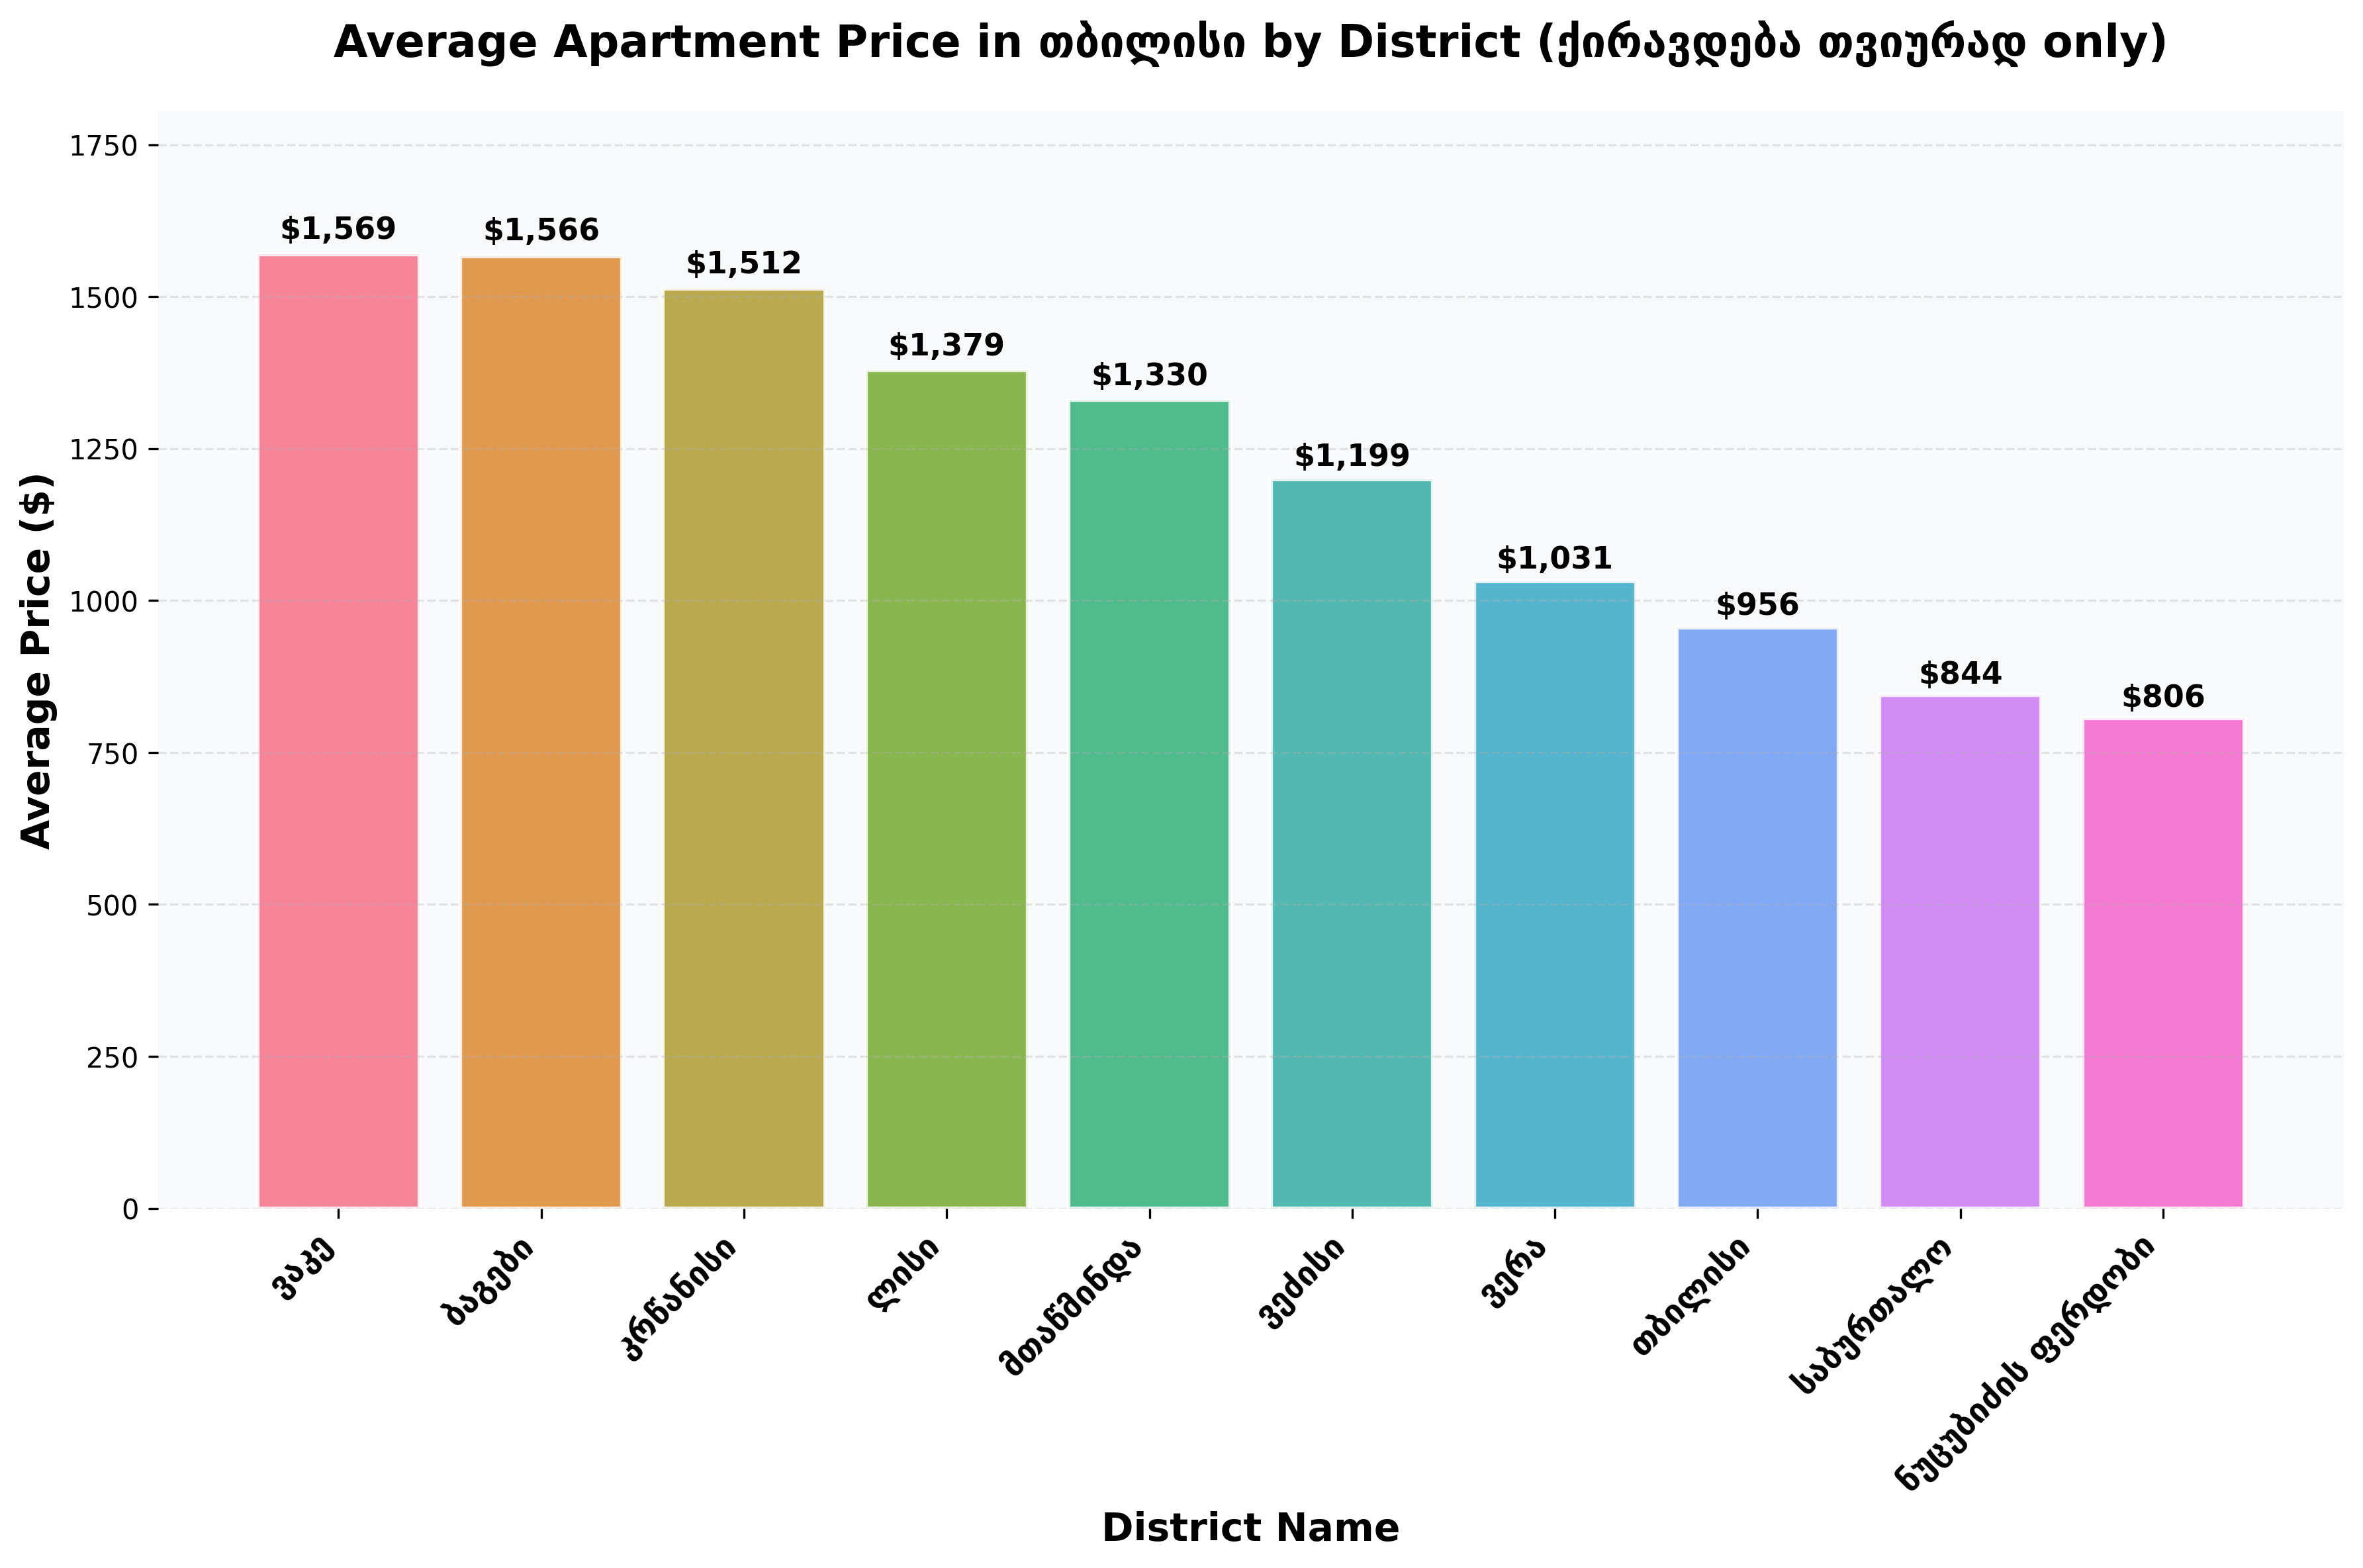 Average Apartment Price in თბილისი by District (ქირავდება თვიურად only)
Average Price ($)
1750
1500
1250
1000
750
500
250
0
$1,569
$1,566
$1,512
$1,379
$1,330
$1,199
$1,031
$956
$844
$806
ვაკე
ბაგები
კრწანისი
ლისი
მთაწმინდა
ვეძისი
ვერა
თბილისი
საბურთალო
ნუცუბიძის ფერდობი
District Name